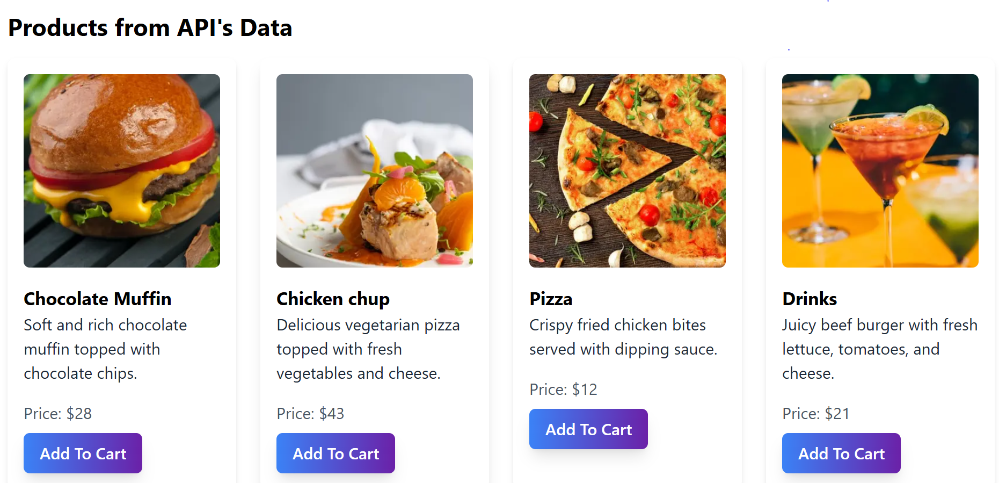 Products from API's Data
Chocolate Muffin
Soft and rich chocolate
muffin topped with
chocolate chips.
Price: $28
Add To Cart
Chicken chup
Delicious vegetarian pizza
topped with fresh
vegetables and cheese.
Price: $43
Add To Cart
Pizza
Crispy fried chicken bites
served with dipping sauce.
Price: $12
Add To Cart
Drinks
Juicy beef burger with fresh
lettuce, tomatoes, and
cheese.
Price: $21
Add To Cart